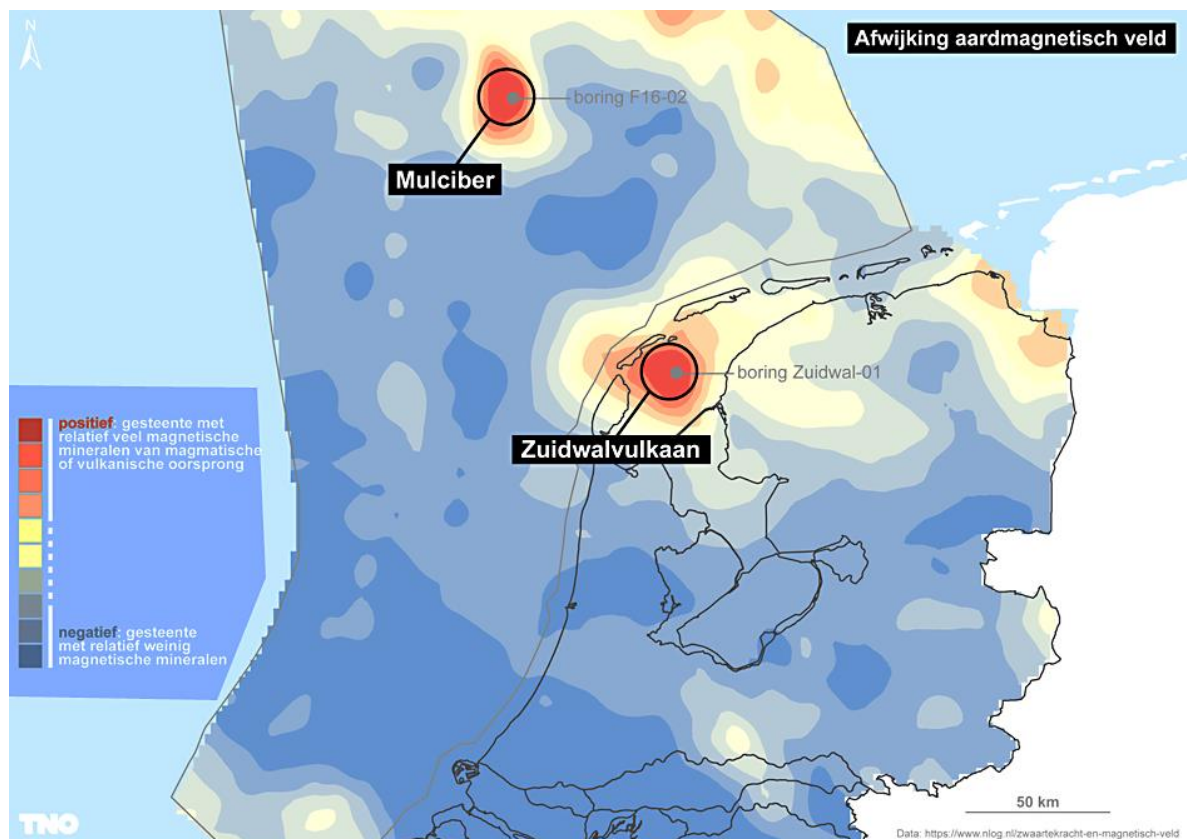 N
Afwijking aardmagnetisch veld
boring F16-02
Mulciber
boring Zuidwal-01
Zuidwalvulkaan
positief: gesteente met
relatief veel magnetische
mineralen van magmatische
of vulkanische oorsprong
negatief: gesteente
met relatief weinig
magnetische mineralen
50 km
TNO
Data: https://www.nlog.nl/zwaartekracht-en-magnetisch-veld